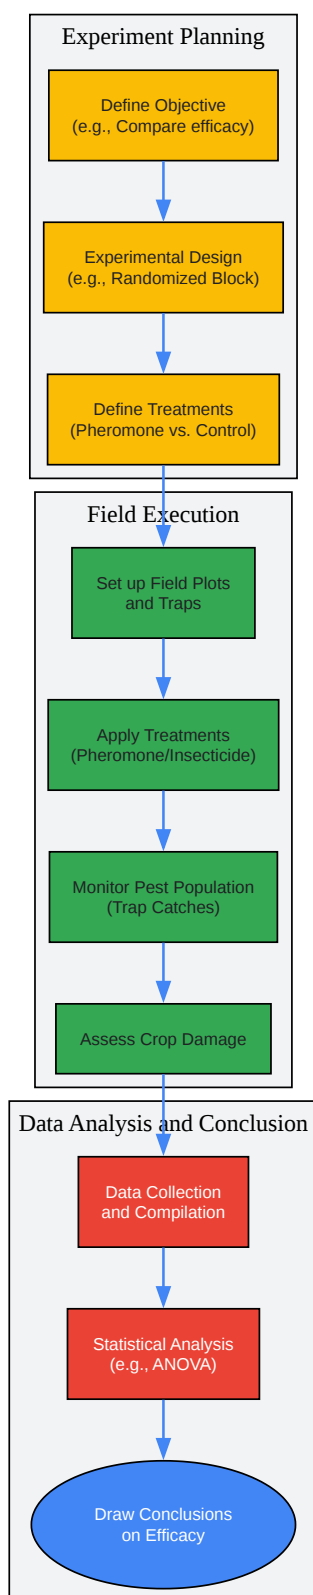 Experiment Planning
Define Objective
(e.g., Compare efficacy)
Experimental Design
(e.g., Randomized Block)
Define Treatments
(Pheromone vs. Control)
Field Execution
Set up Field Plots
and Traps
Apply Treatments
(Pheromone/Insecticide)
Monitor Pest Population
(Trap Catches)
Assess Crop Damage
Data Analysis and Conclusion
Data Collection
and Compilation
Statistical Analysis
(e.g., ANOVA)
Draw Conclusions
on Efficacy